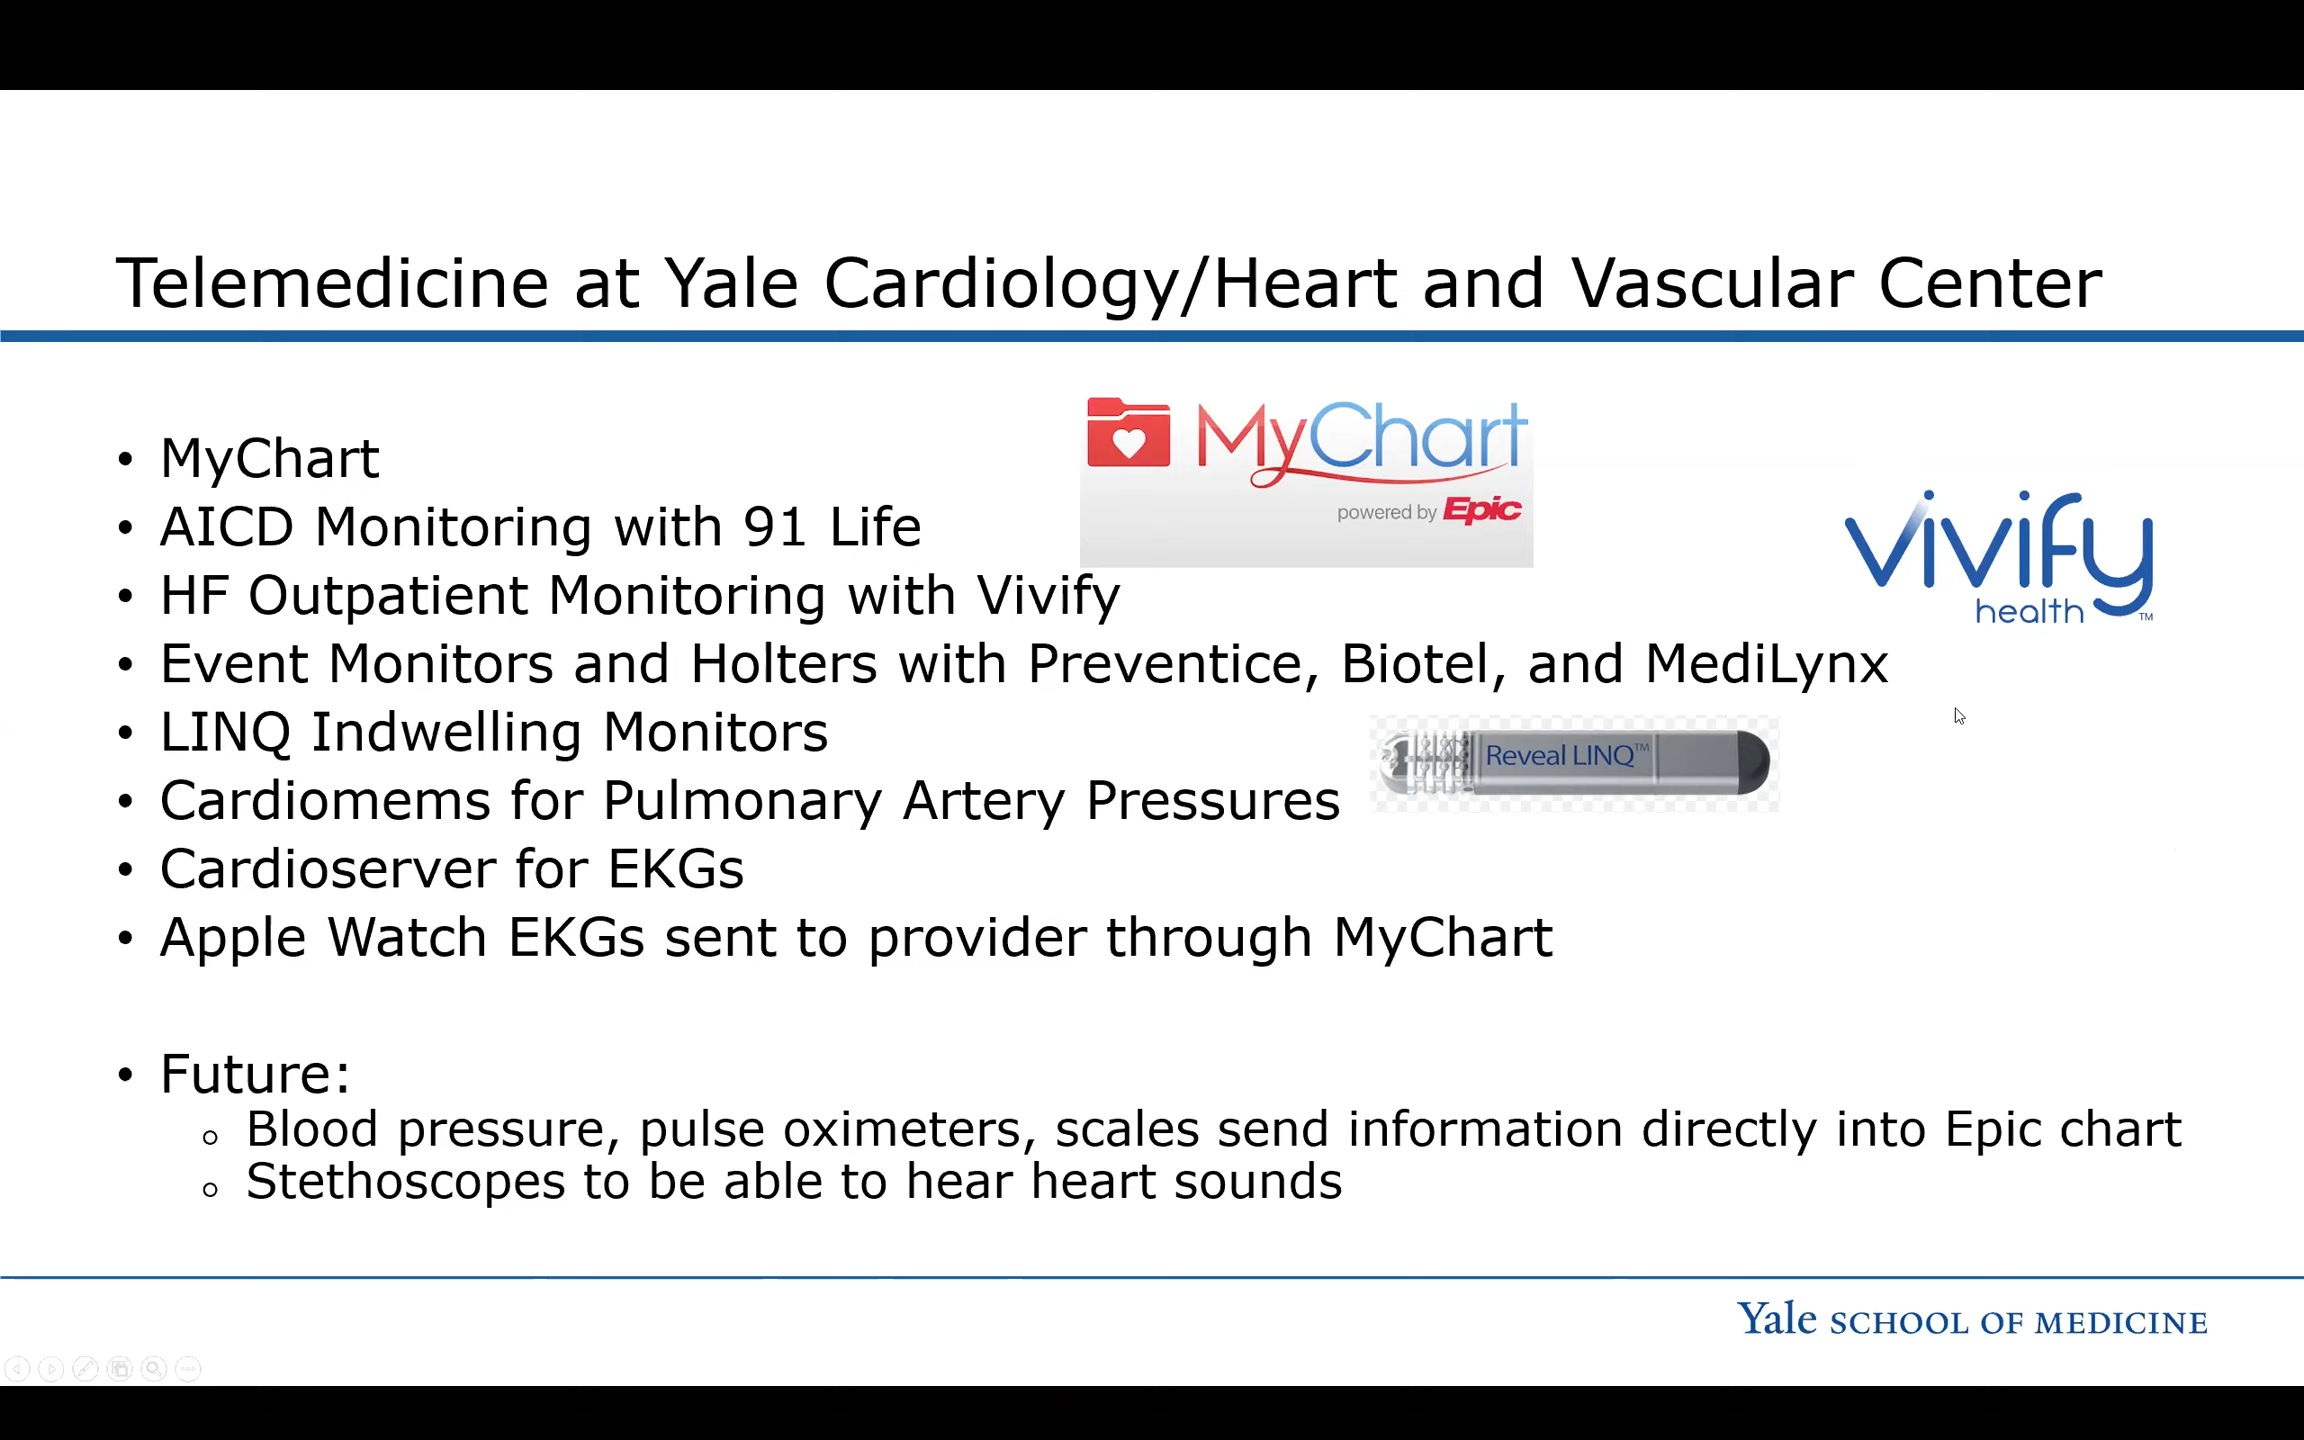 Telemedicine at Yale Cardiology/Heart and Vascular Center
• MyChart
• AICD Monitoring with 91 Life
• HF Outpatient Monitoring with Vivify
• Event Monitors and Holters with Preventice, Biotel, and MediLynx
• LINQ Indwelling Monitors
• Cardiomems for Pulmonary Artery Pressures
• Cardioserver for EKGs
• Apple Watch EKGs sent to provider through MyChart
MyChart
powered by Epic
vivify
health™
Reveal LINQ™
• Future:
○ Blood pressure, pulse oximeters, scales send information directly into Epic chart
○ Stethoscopes to be able to hear heart sounds
Yale SCHOOL OF MEDICINE